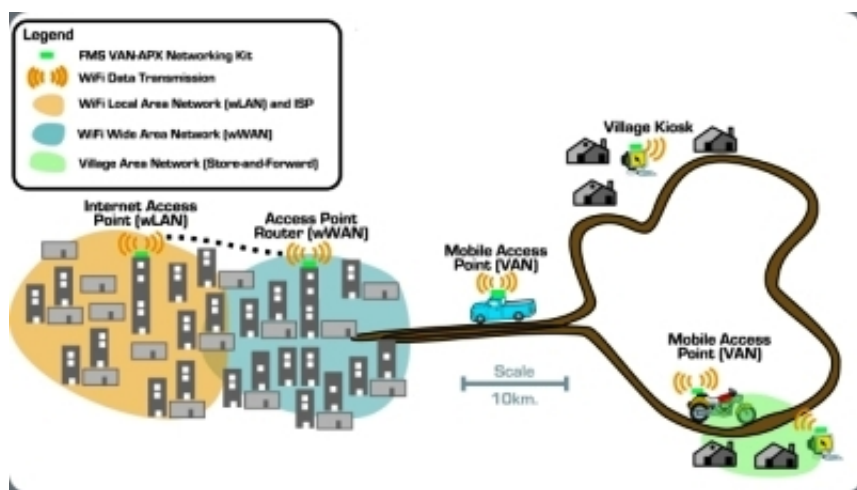 Legend
FMS VAN-APX Networking Kit
WiFi Data Transmission
WiFi Local Area Network (wLAN) and ISP
WiFi Wide Area Network (wWAN)
Village Area Network (Store-and-Forward)
Village Kiosk
Internet Access
Point (wLAN)
Access Point
Router (wWAN)
Mobile Access
Point (VAN)
Mobile Access
Point (VAN)
Scale
10km.